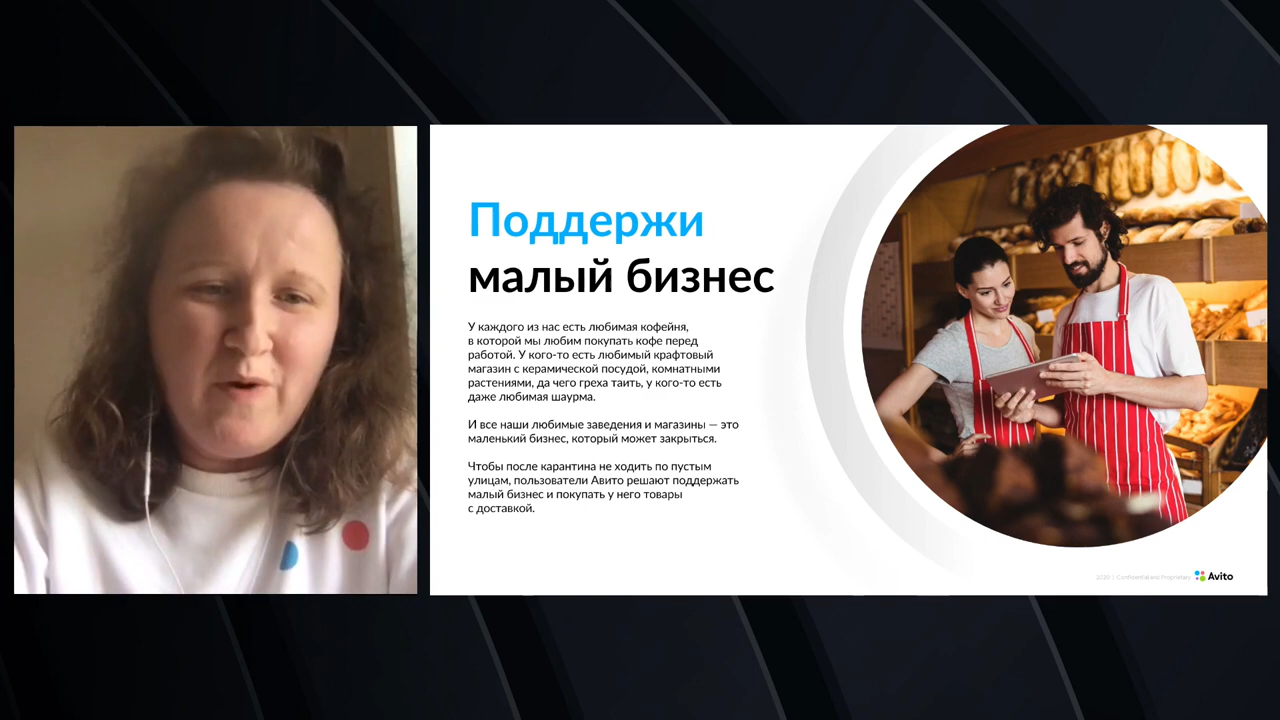 Поддержи
малый бизнес
У каждого из нас есть любимая кофейня,
в которой мы любим покупать кофе перед
работой. У кого-то есть любимый крафтовый
магазин с керамической посудой, комнатными
растениями, да чего греха таить, у кого-то есть
даже любимая шаурма.
И все наши любимые заведения и магазины — это
маленький бизнес, который может закрыться.
Чтобы после карантина не ходить по пустым
улицам, пользователи Авито решают поддержать
малый бизнес и покупать у него товары
с доставкой.
2020 | Confidential and Proprietary Avito